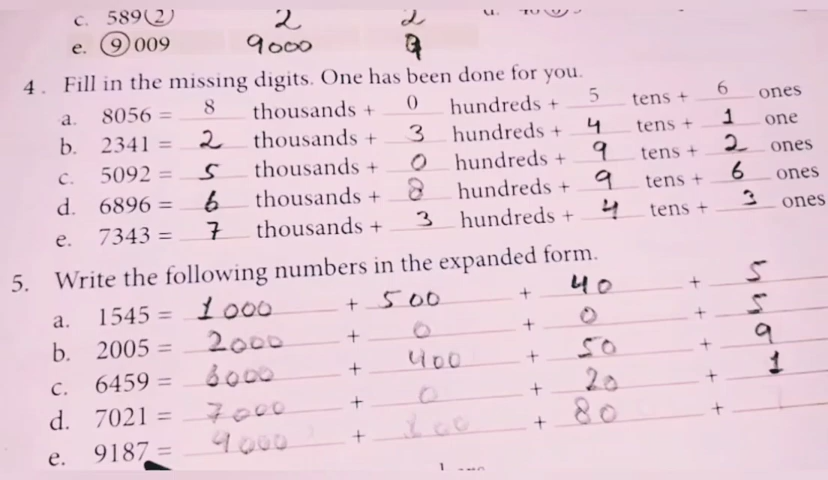 c. 589(2) 2 2
e. (9)009 9000 9
4. Fill in the missing digits. One has been done for you.
a. 8056 = 8 thousands + 0 hundreds + 5 tens + 6 ones
b. 2341 = 2 thousands + 3 hundreds + 4 tens + 1 one
c. 5092 = 5 thousands + 0 hundreds + 9 tens + 2 ones
d. 6896 = 6 thousands + 8 hundreds + 9 tens + 6 ones
e. 7343 = 7 thousands + 3 hundreds + 4 tens + 3 ones
5. Write the following numbers in the expanded form.
a. 1545 = 1000 + 500 + 40 + 5
b. 2005 = 2000 + 0 + 0 + 5
c. 6459 = 6000 + 400 + 50 + 9
d. 7021 = 7000 + 0 + 20 + 1
e. 9187 = 9000 + + 80 +